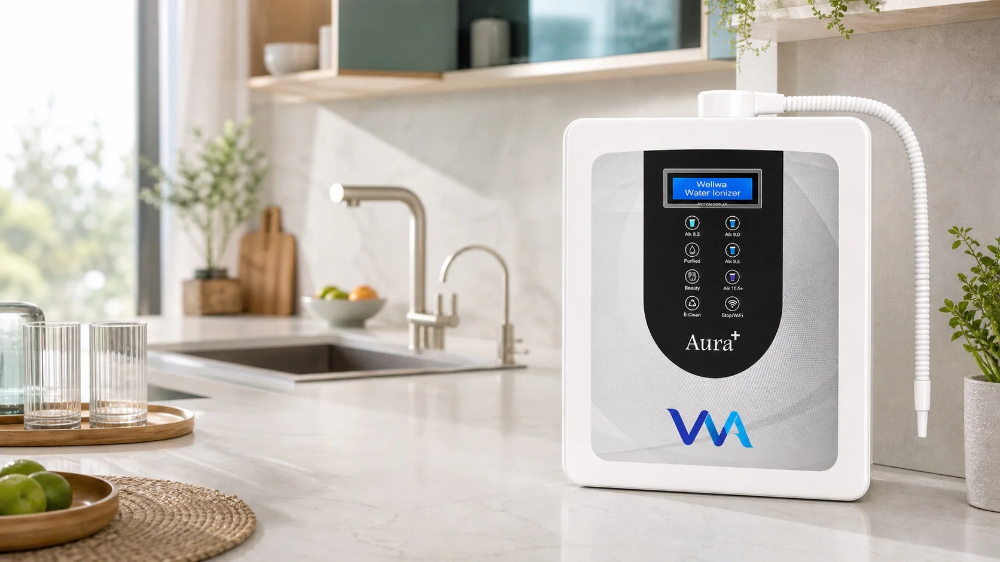 Wellwa
Water Ionizer
MOTION DISPLAY
Alk 8.5
Alk 9.0
Purified
Alk 9.5
Beauty
Alk 10.5+
E-Clean
Stop/WiFi
Aura+
WA